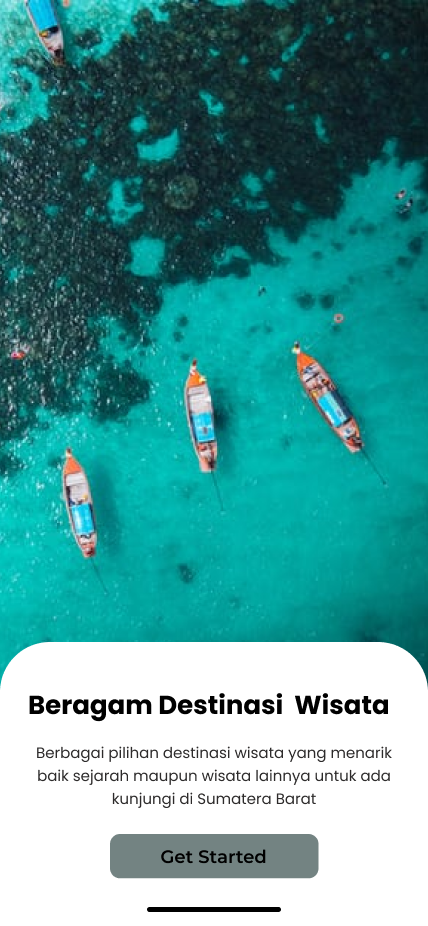 Beragam Destinasi  Wisata
Berbagai pilihan destinasi wisata yang menarik
baik sejarah maupun wisata lainnya untuk ada
kunjungi di Sumatera Barat
Get Started